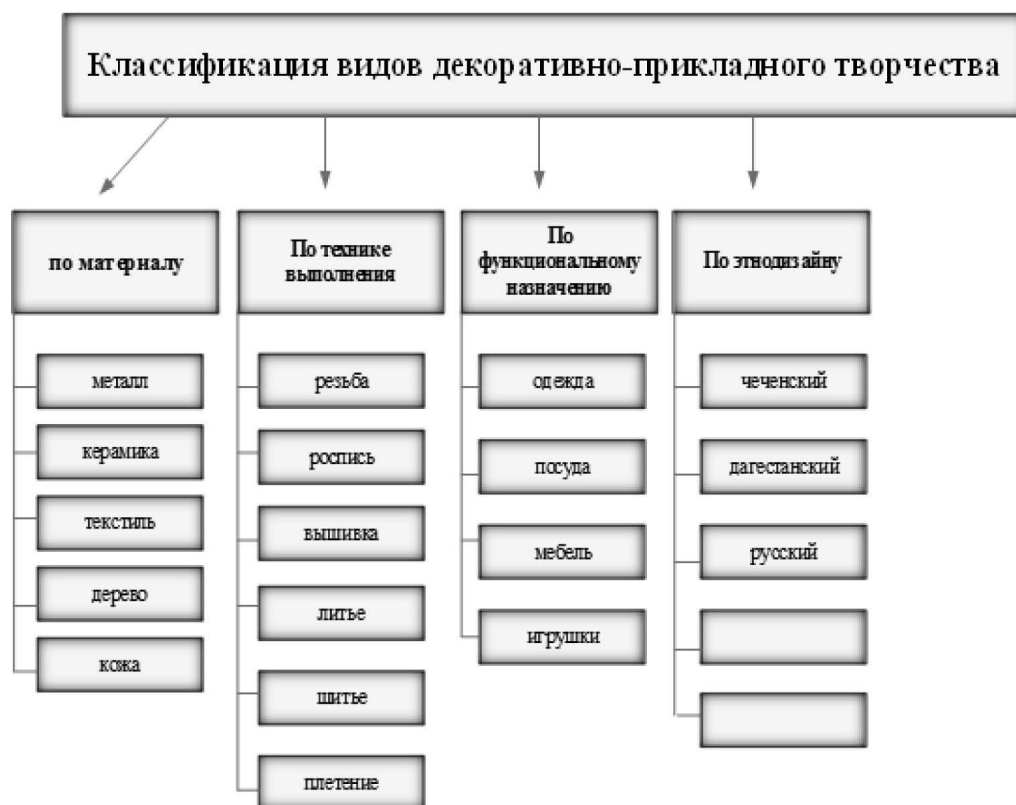 Классификация видов декоративно-прикладного творчества
по материалу
металл
керамика
текстиль
дерево
кожа
По технике
выполнения
резьба
роспись
вышивка
литье
шитье
плетение
По
функциональному
назначению
одежда
посуда
мебель
игрушки
По этнодизайну
чеченский
дагестанский
русский